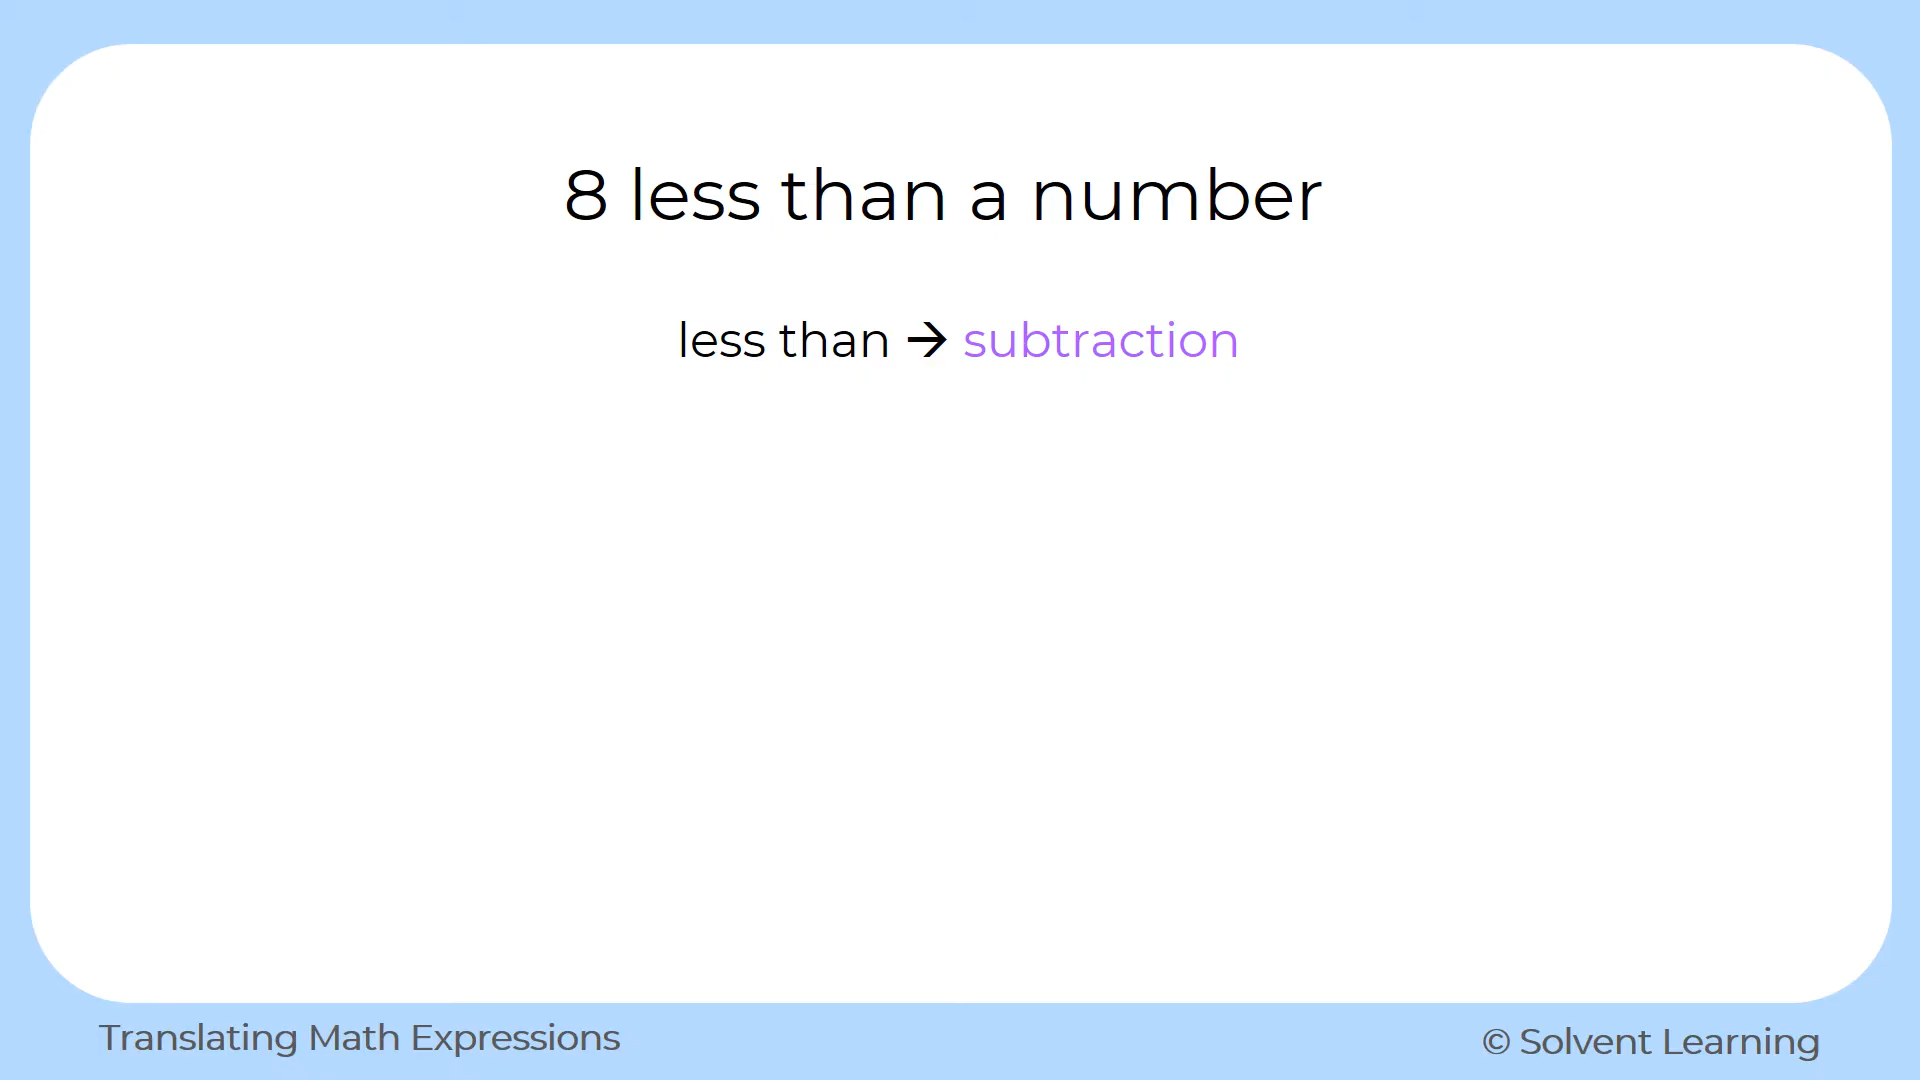 8 less than a number
less than → subtraction
Translating Math Expressions
© Solvent Learning